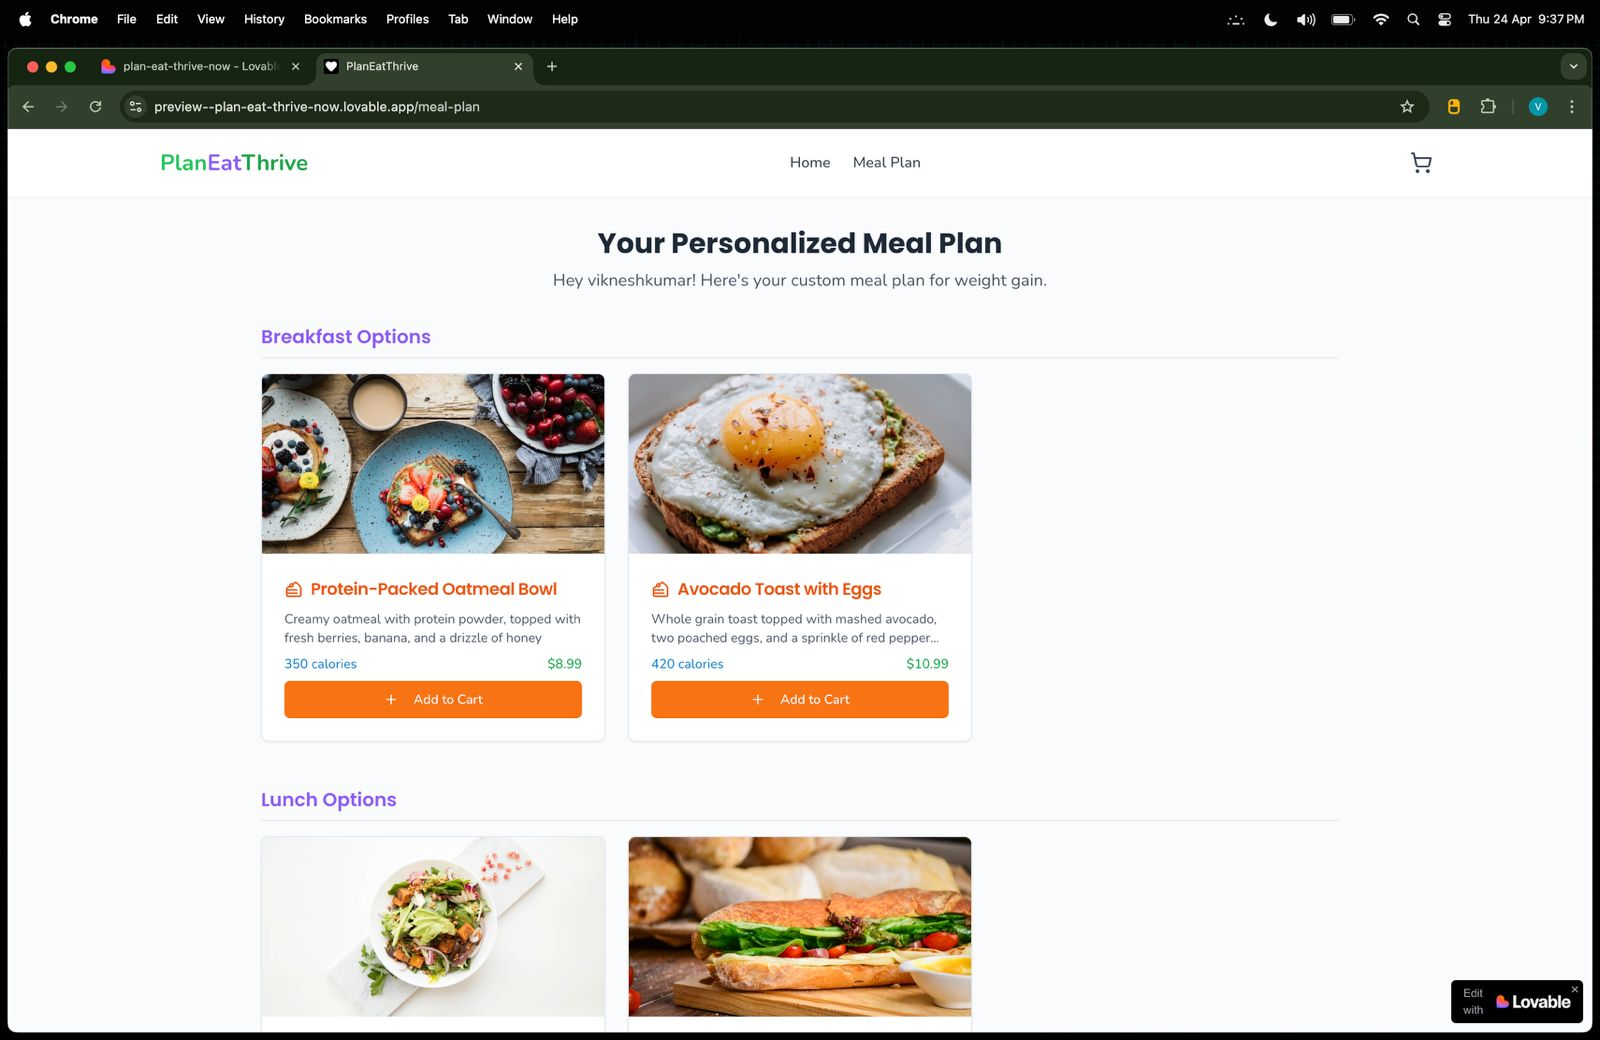 Chrome File Edit View History Bookmarks Profiles Tab Window Help Thu 24 Apr 9:37 PM
plan-eat-thrive-now - Lovabl PlanEatThrive
preview--plan-eat-thrive-now.lovable.app/meal-plan V
PlanEatThrive Home Meal Plan
Your Personalized Meal Plan
Hey vikneshkumar! Here's your custom meal plan for weight gain.
Breakfast Options
Protein-Packed Oatmeal Bowl
Creamy oatmeal with protein powder, topped with
fresh berries, banana, and a drizzle of honey
350 calories $8.99
+ Add to Cart
Avocado Toast with Eggs
Whole grain toast topped with mashed avocado,
two poached eggs, and a sprinkle of red pepper...
420 calories $10.99
+ Add to Cart
Lunch Options
Edit
with
Lovable